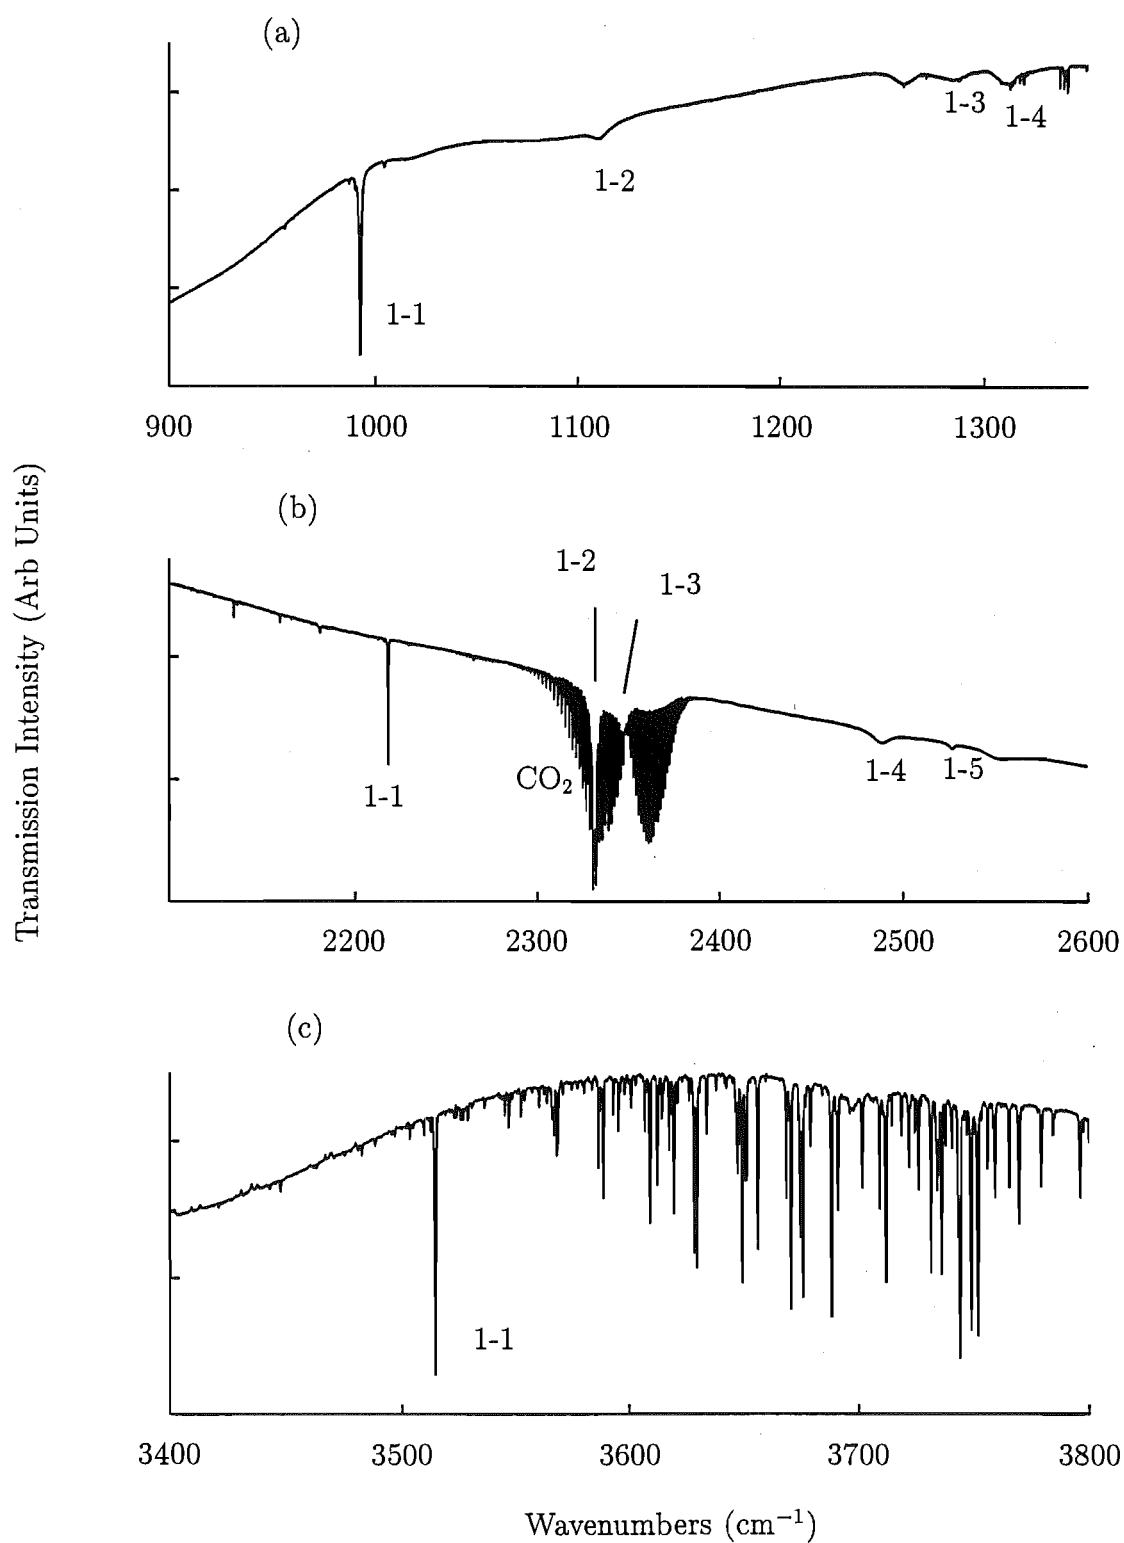 (a)
1-3
1-4
1-2
1-1
900 1000 1100 1200 1300
Transmission Intensity (Arb Units)
(b)
1-2
1-3
CO₂
1-4 1-5
1-1
2200 2300 2400 2500 2600
(c)
1-1
3400 3500 3600 3700 3800
Wavenumbers (cm⁻¹)